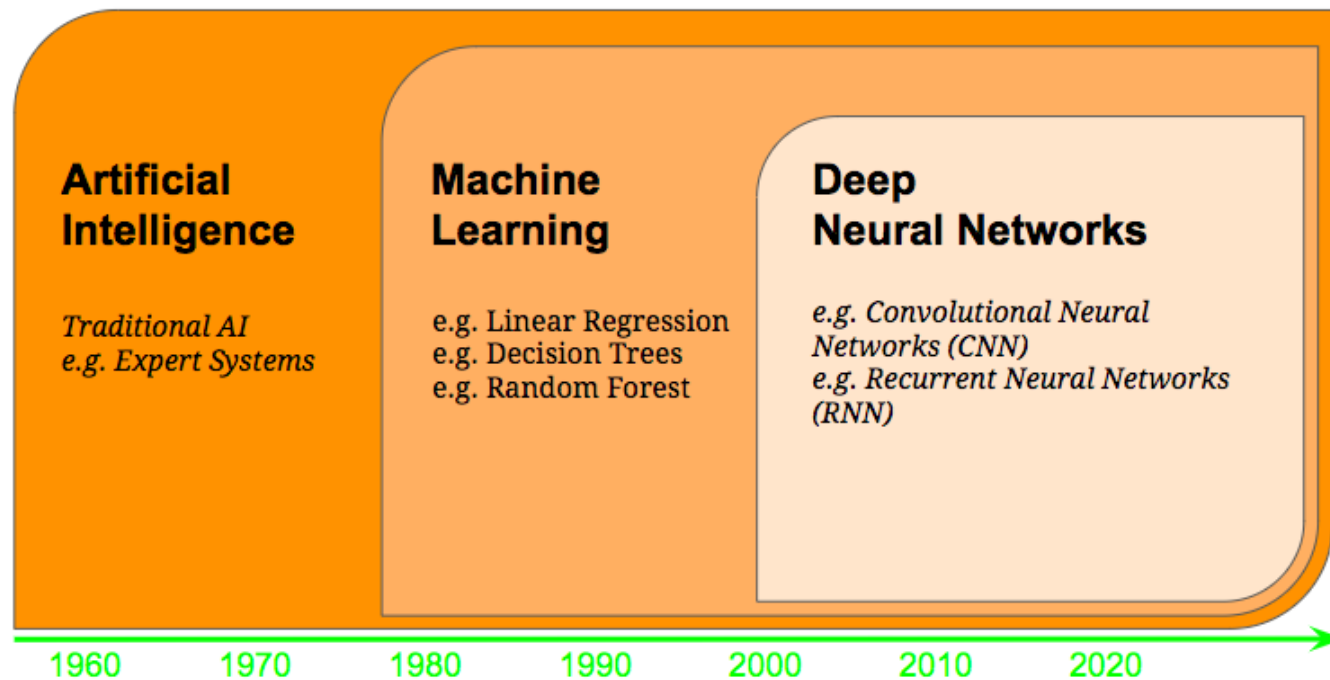 Artificial
Intelligence
Traditional AI
e.g. Expert Systems
Machine
Learning
e.g. Linear Regression
e.g. Decision Trees
e.g. Random Forest
Deep
Neural Networks
e.g. Convolutional Neural
Networks (CNN)
e.g. Recurrent Neural Networks
(RNN)
1960 1970 1980 1990 2000 2010 2020